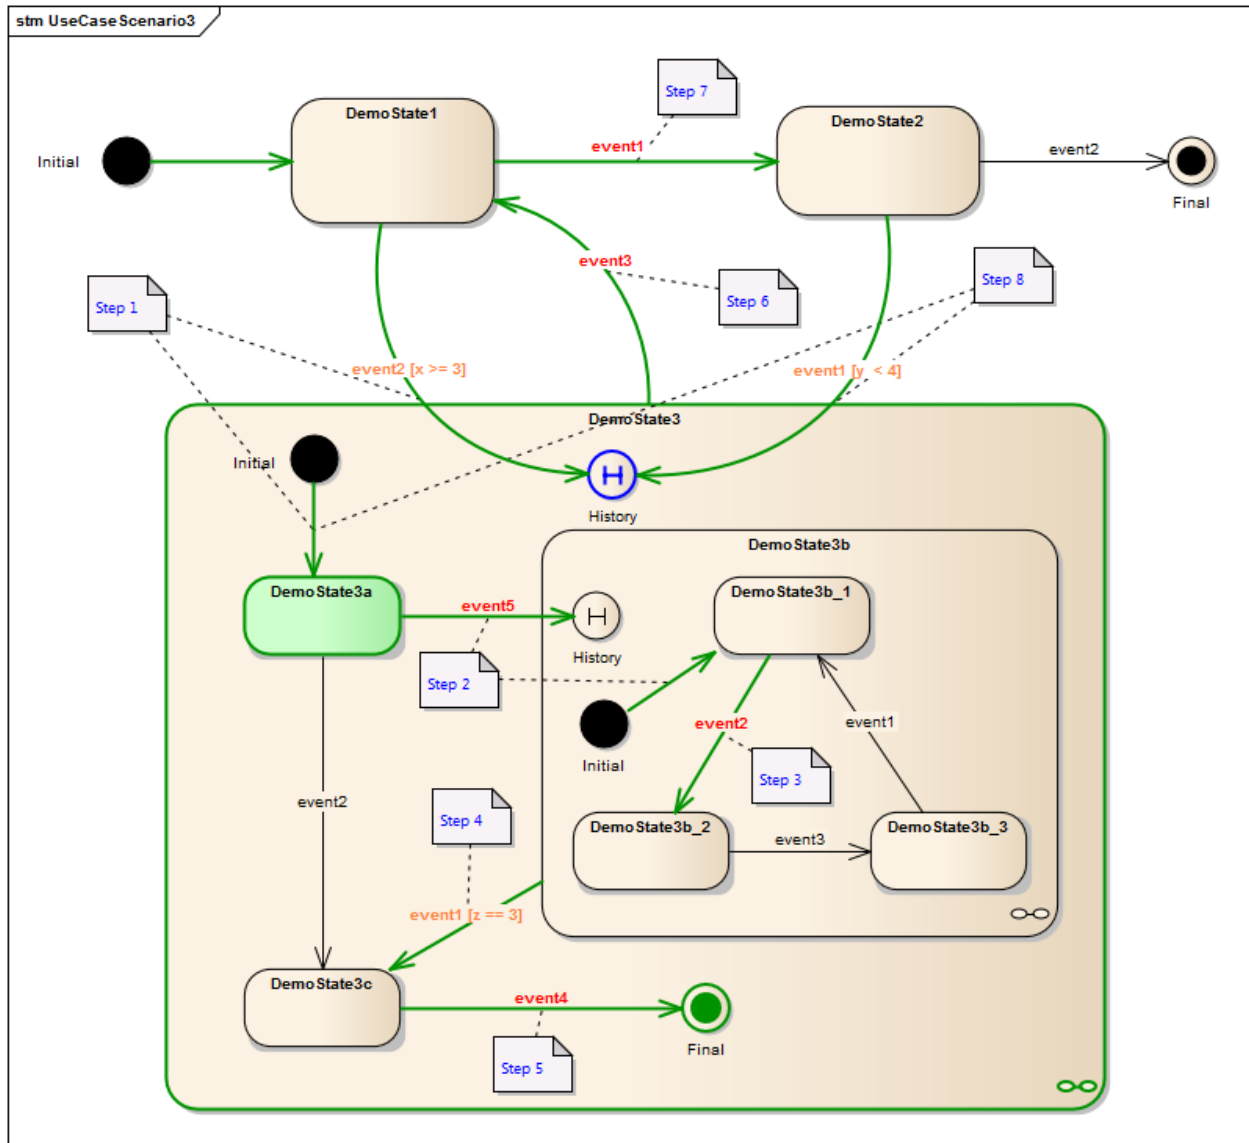 stm UseCaseScenario3
Step 7
DemoState1
DemoState2
event1
event2
Initial
Final
event3
Step 1
Step 6
Step 8
event2 [x >= 3]
event1 [y < 4]
DemoState3
Initial
History
DemoState3b
DemoState3a
DemoState3b_1
event5
History
Step 2
event2
event1
Initial
Step 3
event2
Step 4
DemoState3b_2
DemoState3b_3
event3
event1 [z == 3]
DemoState3c
event4
Final
Step 5